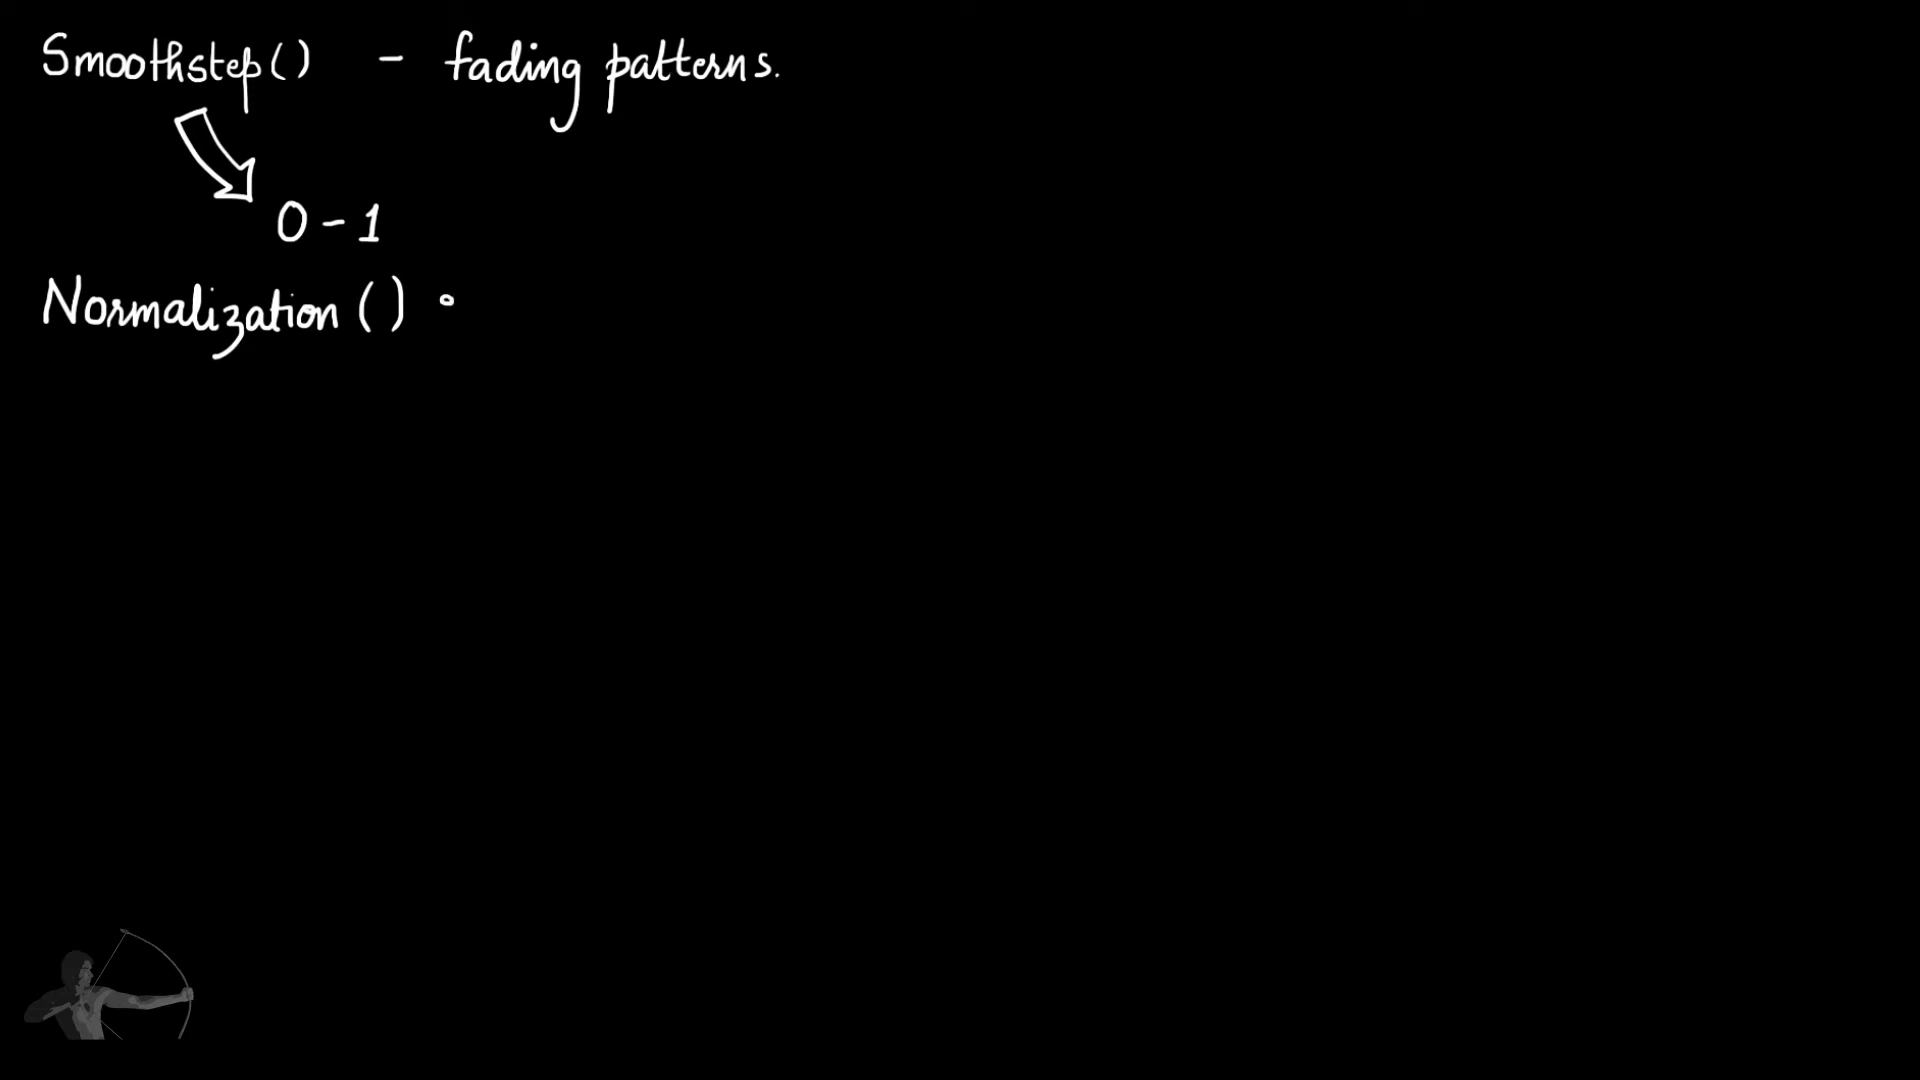 Smoothstep() - fading patterns.
0-1
Normalization()